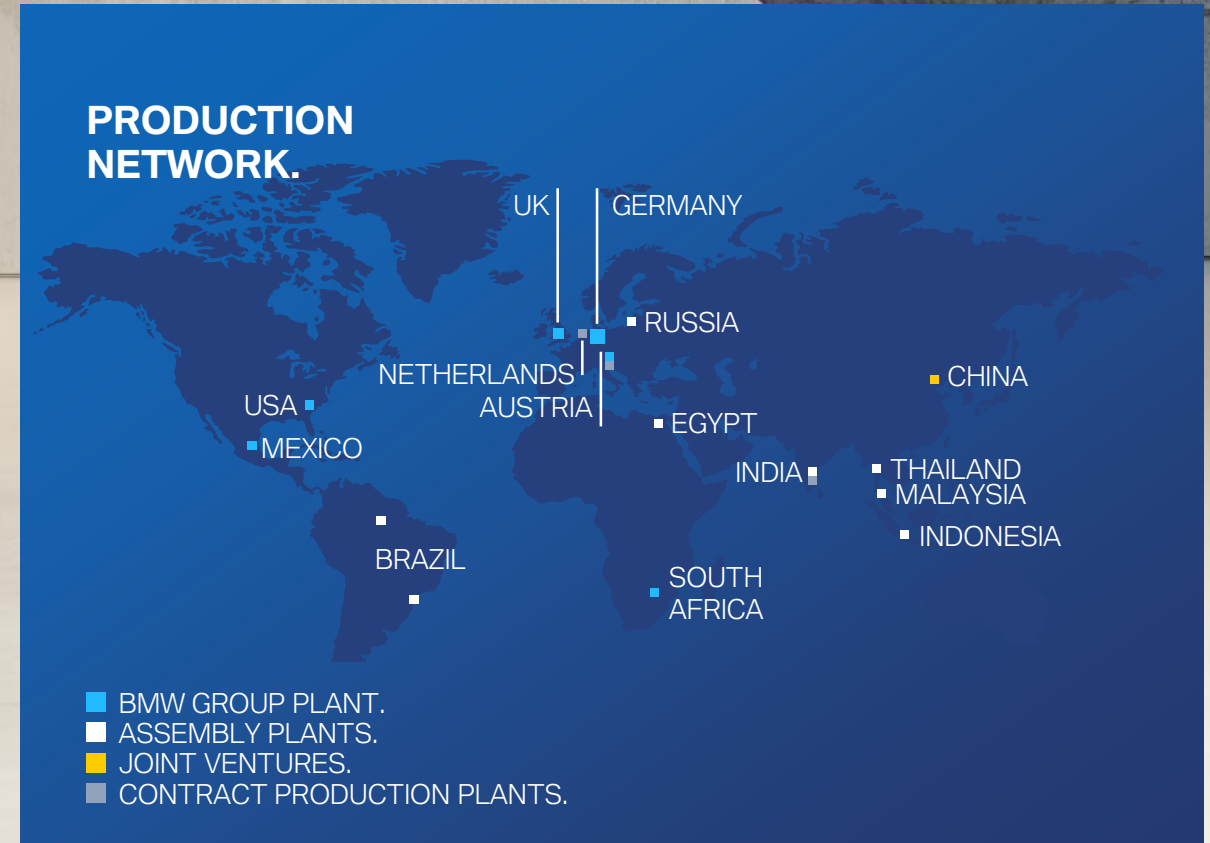 PRODUCTION
NETWORK.
UK
GERMANY
RUSSIA
NETHERLANDS
AUSTRIA
CHINA
USA
MEXICO
EGYPT
INDIA
THAILAND
MALAYSIA
INDONESIA
BRAZIL
SOUTH
AFRICA
BMW GROUP PLANT.
ASSEMBLY PLANTS.
JOINT VENTURES.
CONTRACT PRODUCTION PLANTS.